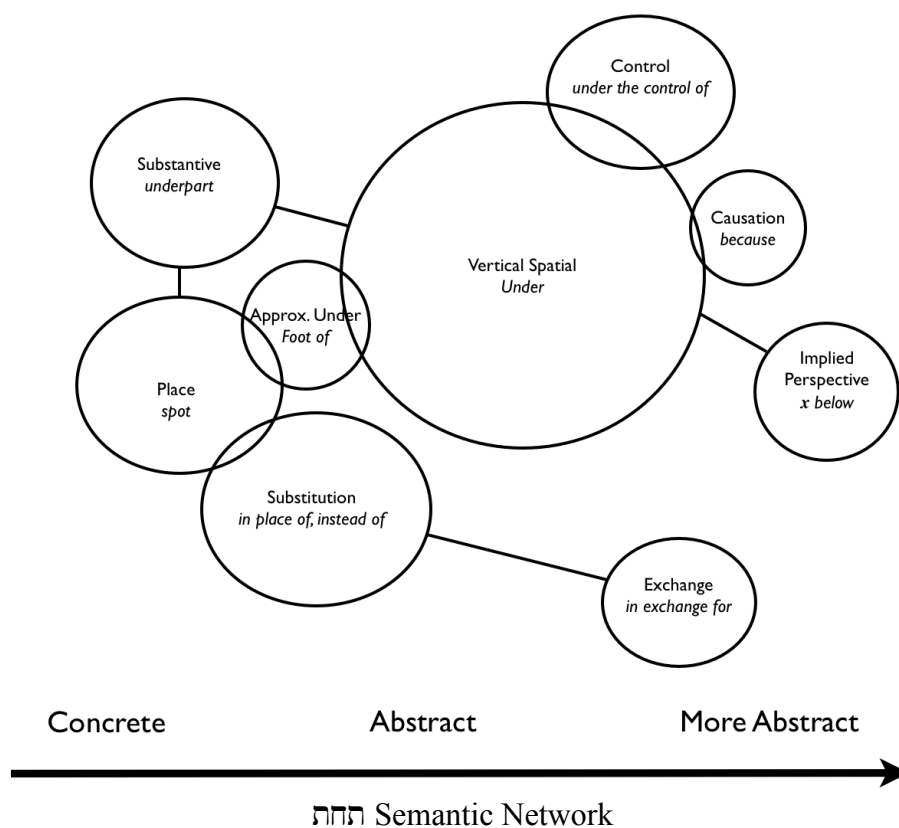 Control
under the control of
Substantive
underpart
Causation
because
Vertical Spatial
Under
Approx. Under
Foot of
Implied
Perspective
x below
Place
spot
Substitution
in place of, instead of
Exchange
in exchange for
Concrete
Abstract
More Abstract
תחת Semantic Network